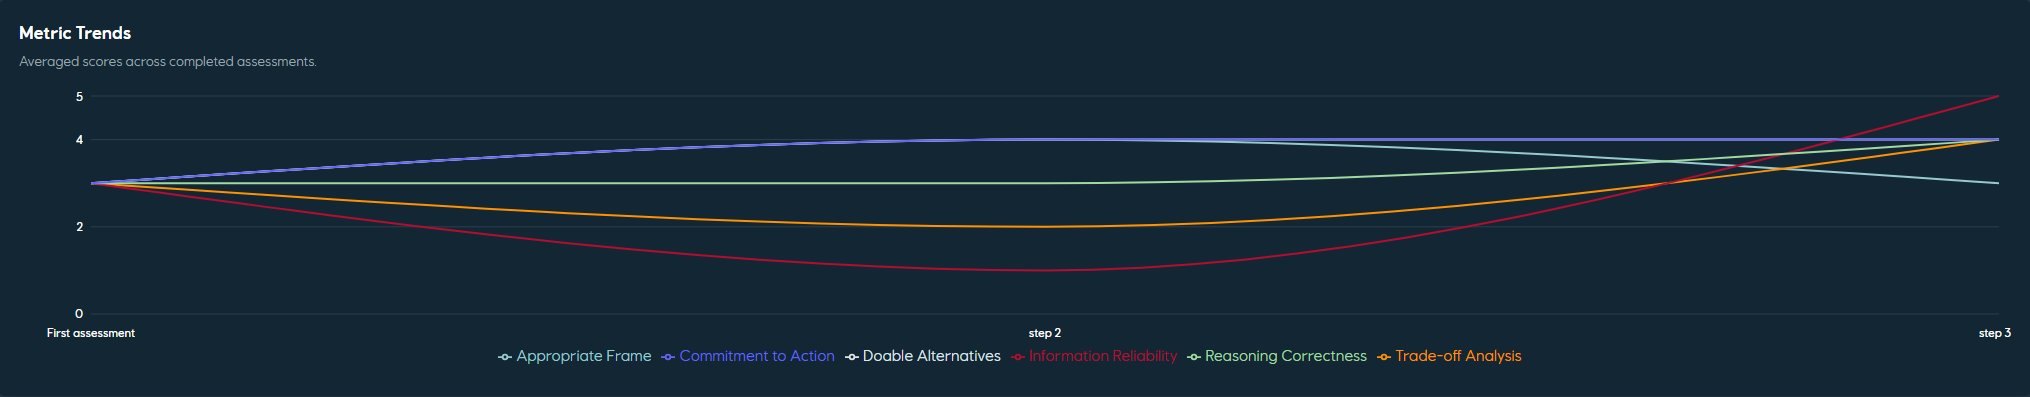 Metric Trends
Averaged scores across completed assessments.
5
4
2
0
First assessment step 2 step 3
Appropriate Frame Commitment to Action Doable Alternatives Information Reliability Reasoning Correctness Trade-off Analysis